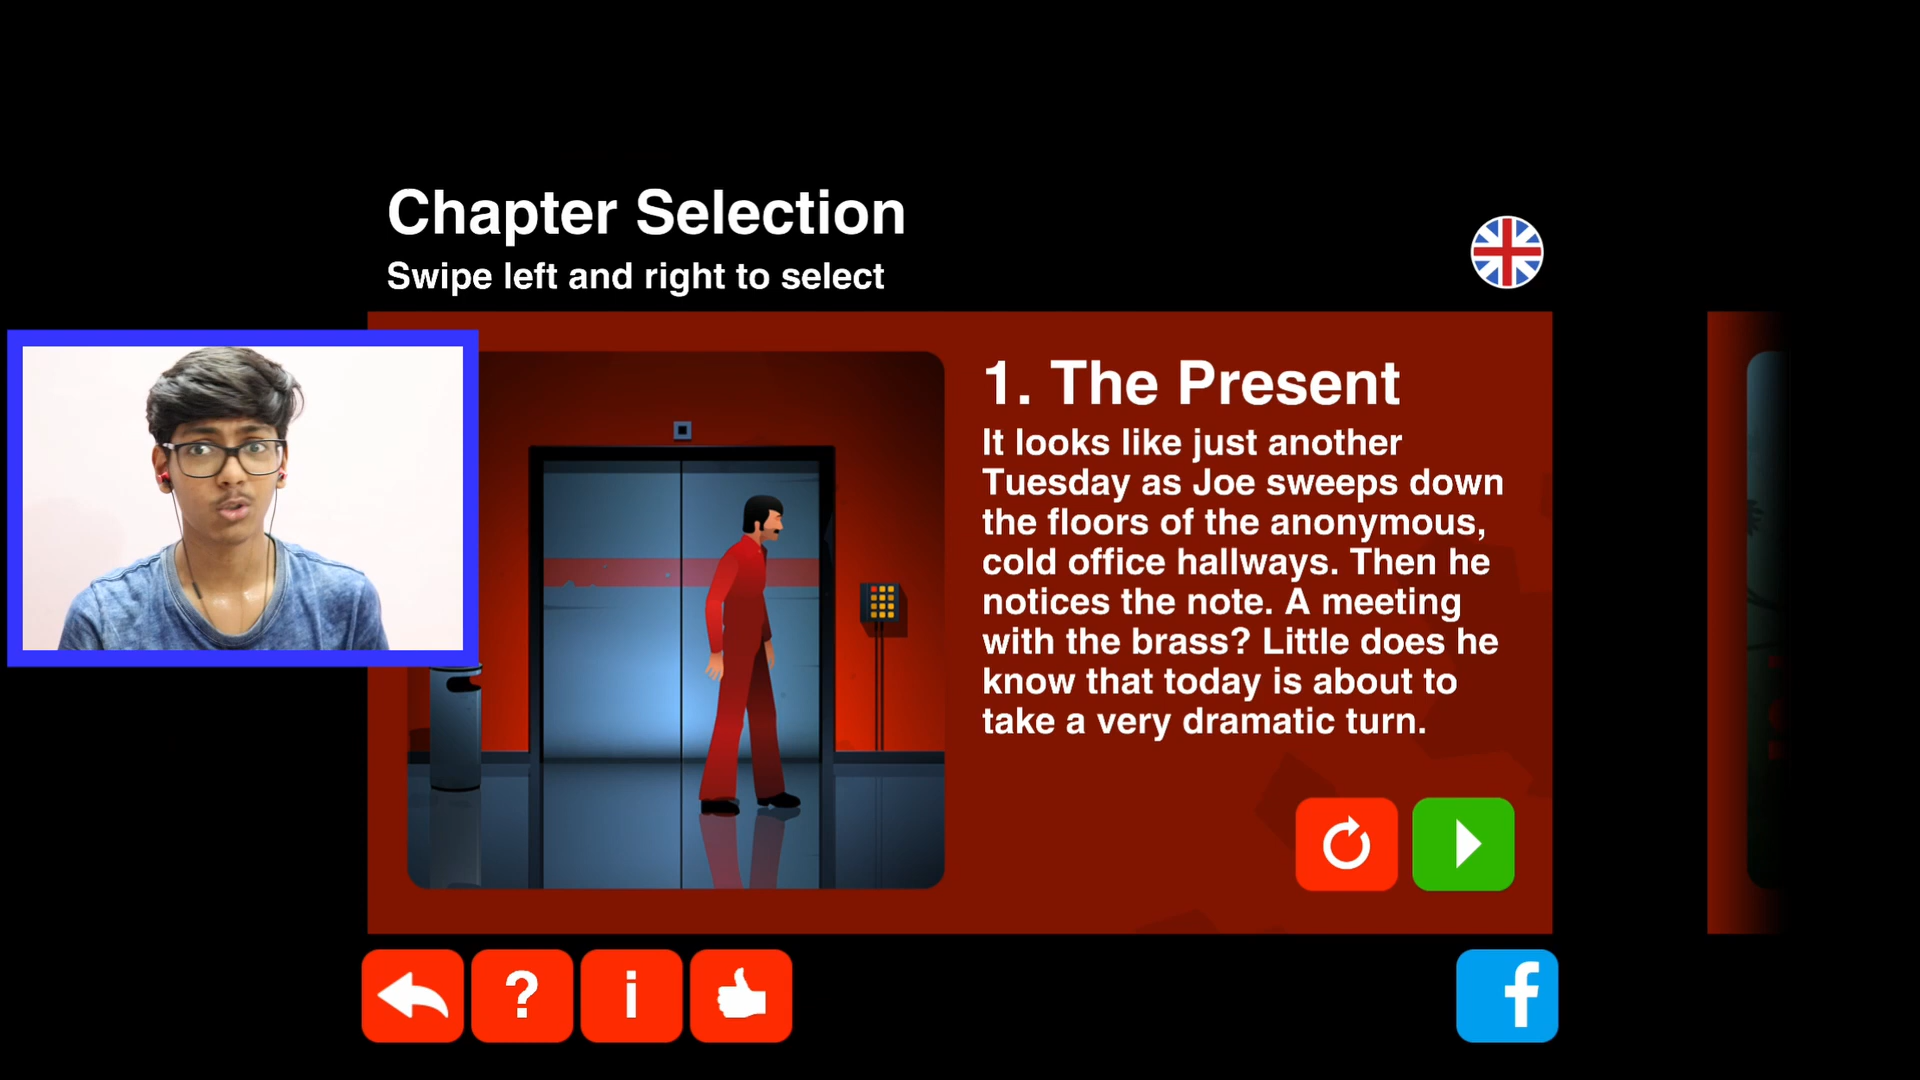 Chapter Selection
Swipe left and right to select
1. The Present
It looks like just another
Tuesday as Joe sweeps down
the floors of the anonymous,
cold office hallways. Then he
notices the note. A meeting
with the brass? Little does he
know that today is about to
take a very dramatic turn.
? i
f